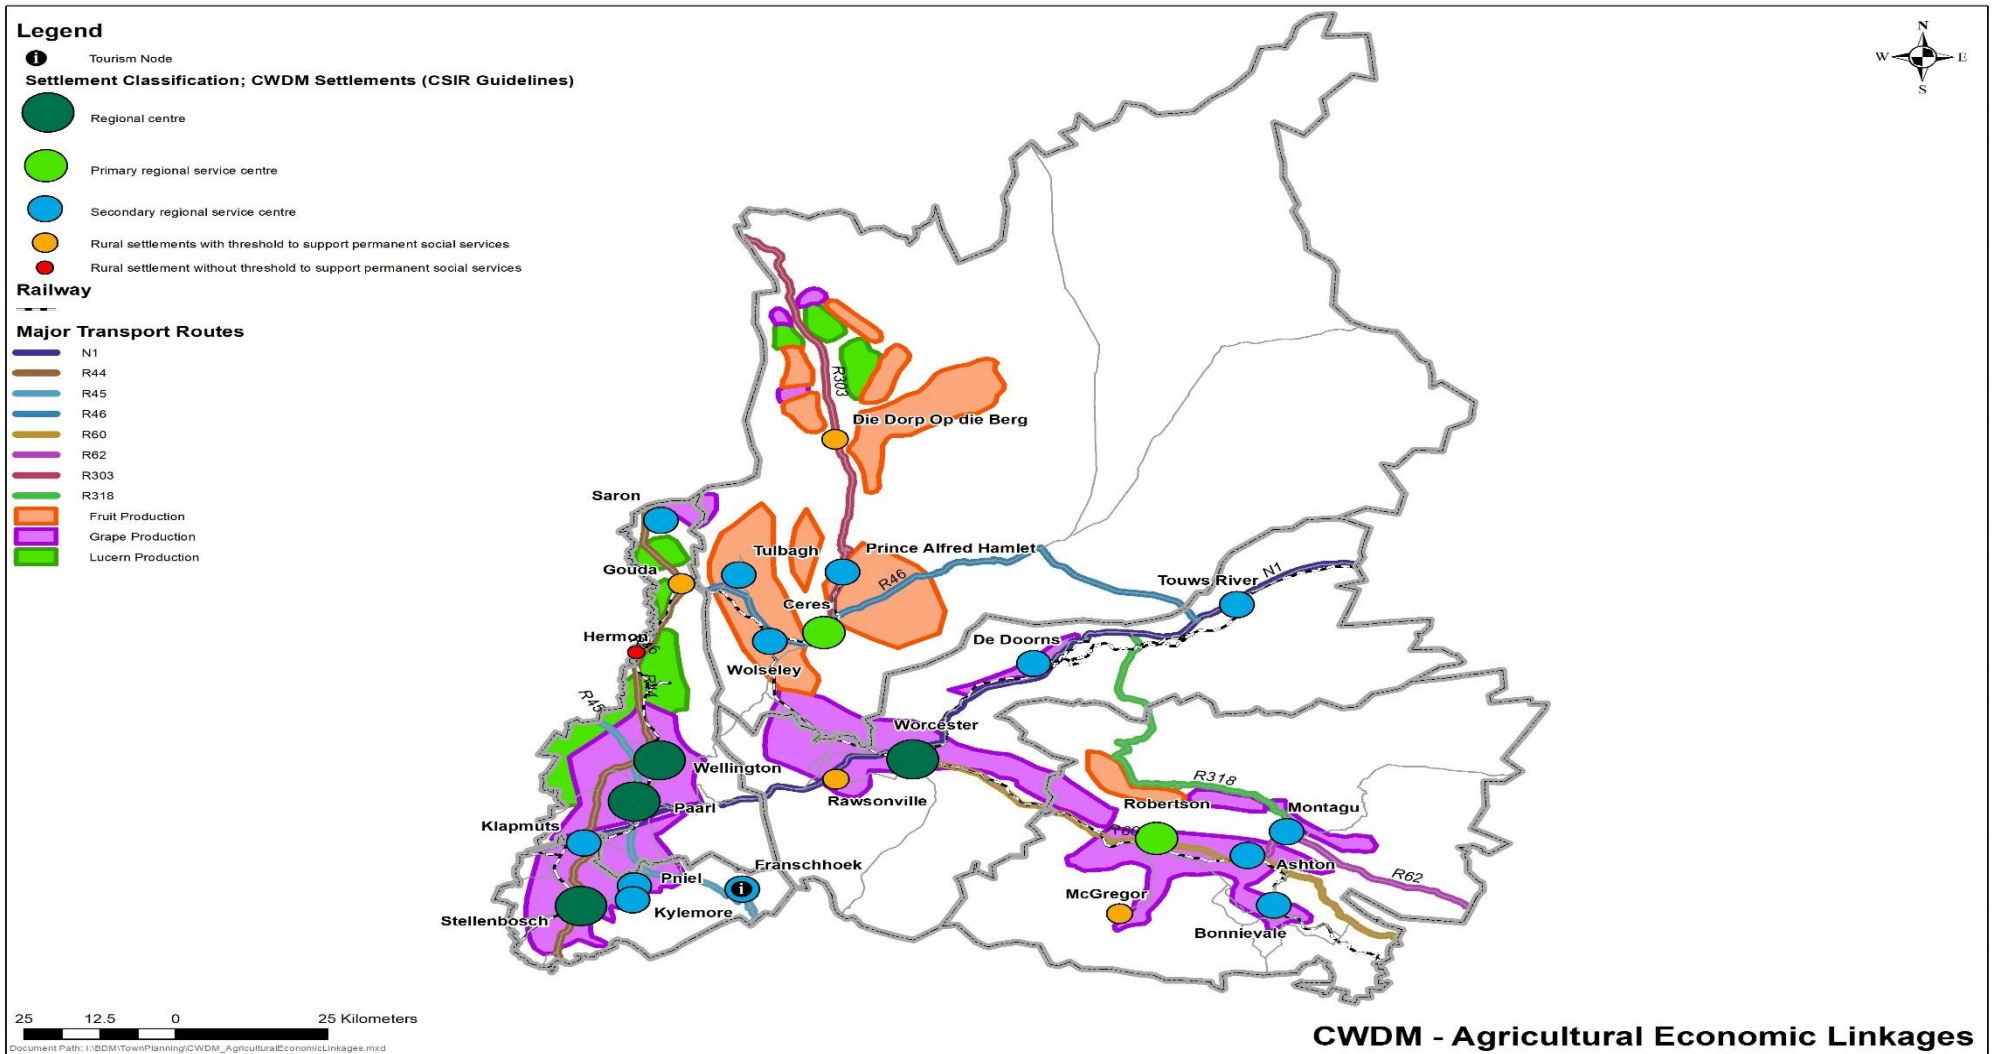 Legend
i Tourism Node
Settlement Classification; CWDM Settlements (CSIR Guidelines)
Regional centre
Primary regional service centre
Secondary regional service centre
Rural settlements with threshold to support permanent social services
Rural settlement without threshold to support permanent social services
Railway
Major Transport Routes
N1
R44
R45
R46
R60
R62
R303
R318
Fruit Production
Grape Production
Lucern Production
N
W E
S
R303
Die Dorp Op die Berg
Saron
Tulbagh
Prince Alfred Hamlet
Gouda
R46
Touws River
N1
Ceres
Hermon
De Doorns
Wolseley
R44
R45
Worcester
Wellington
R318
Paarl
Rawsonville
Robertson
Montagu
Klapmuts
R60
Franschhoek
i
Ashton
Pniel
R62
McGregor
Kylemore
Stellenbosch
Bonnievale
25 12.5 0 25 Kilometers
CWDM - Agricultural Economic Linkages
Document Path: I:\BDM\TownPlanning\CWDM_AgriculturalEconomicLinkages.mxd